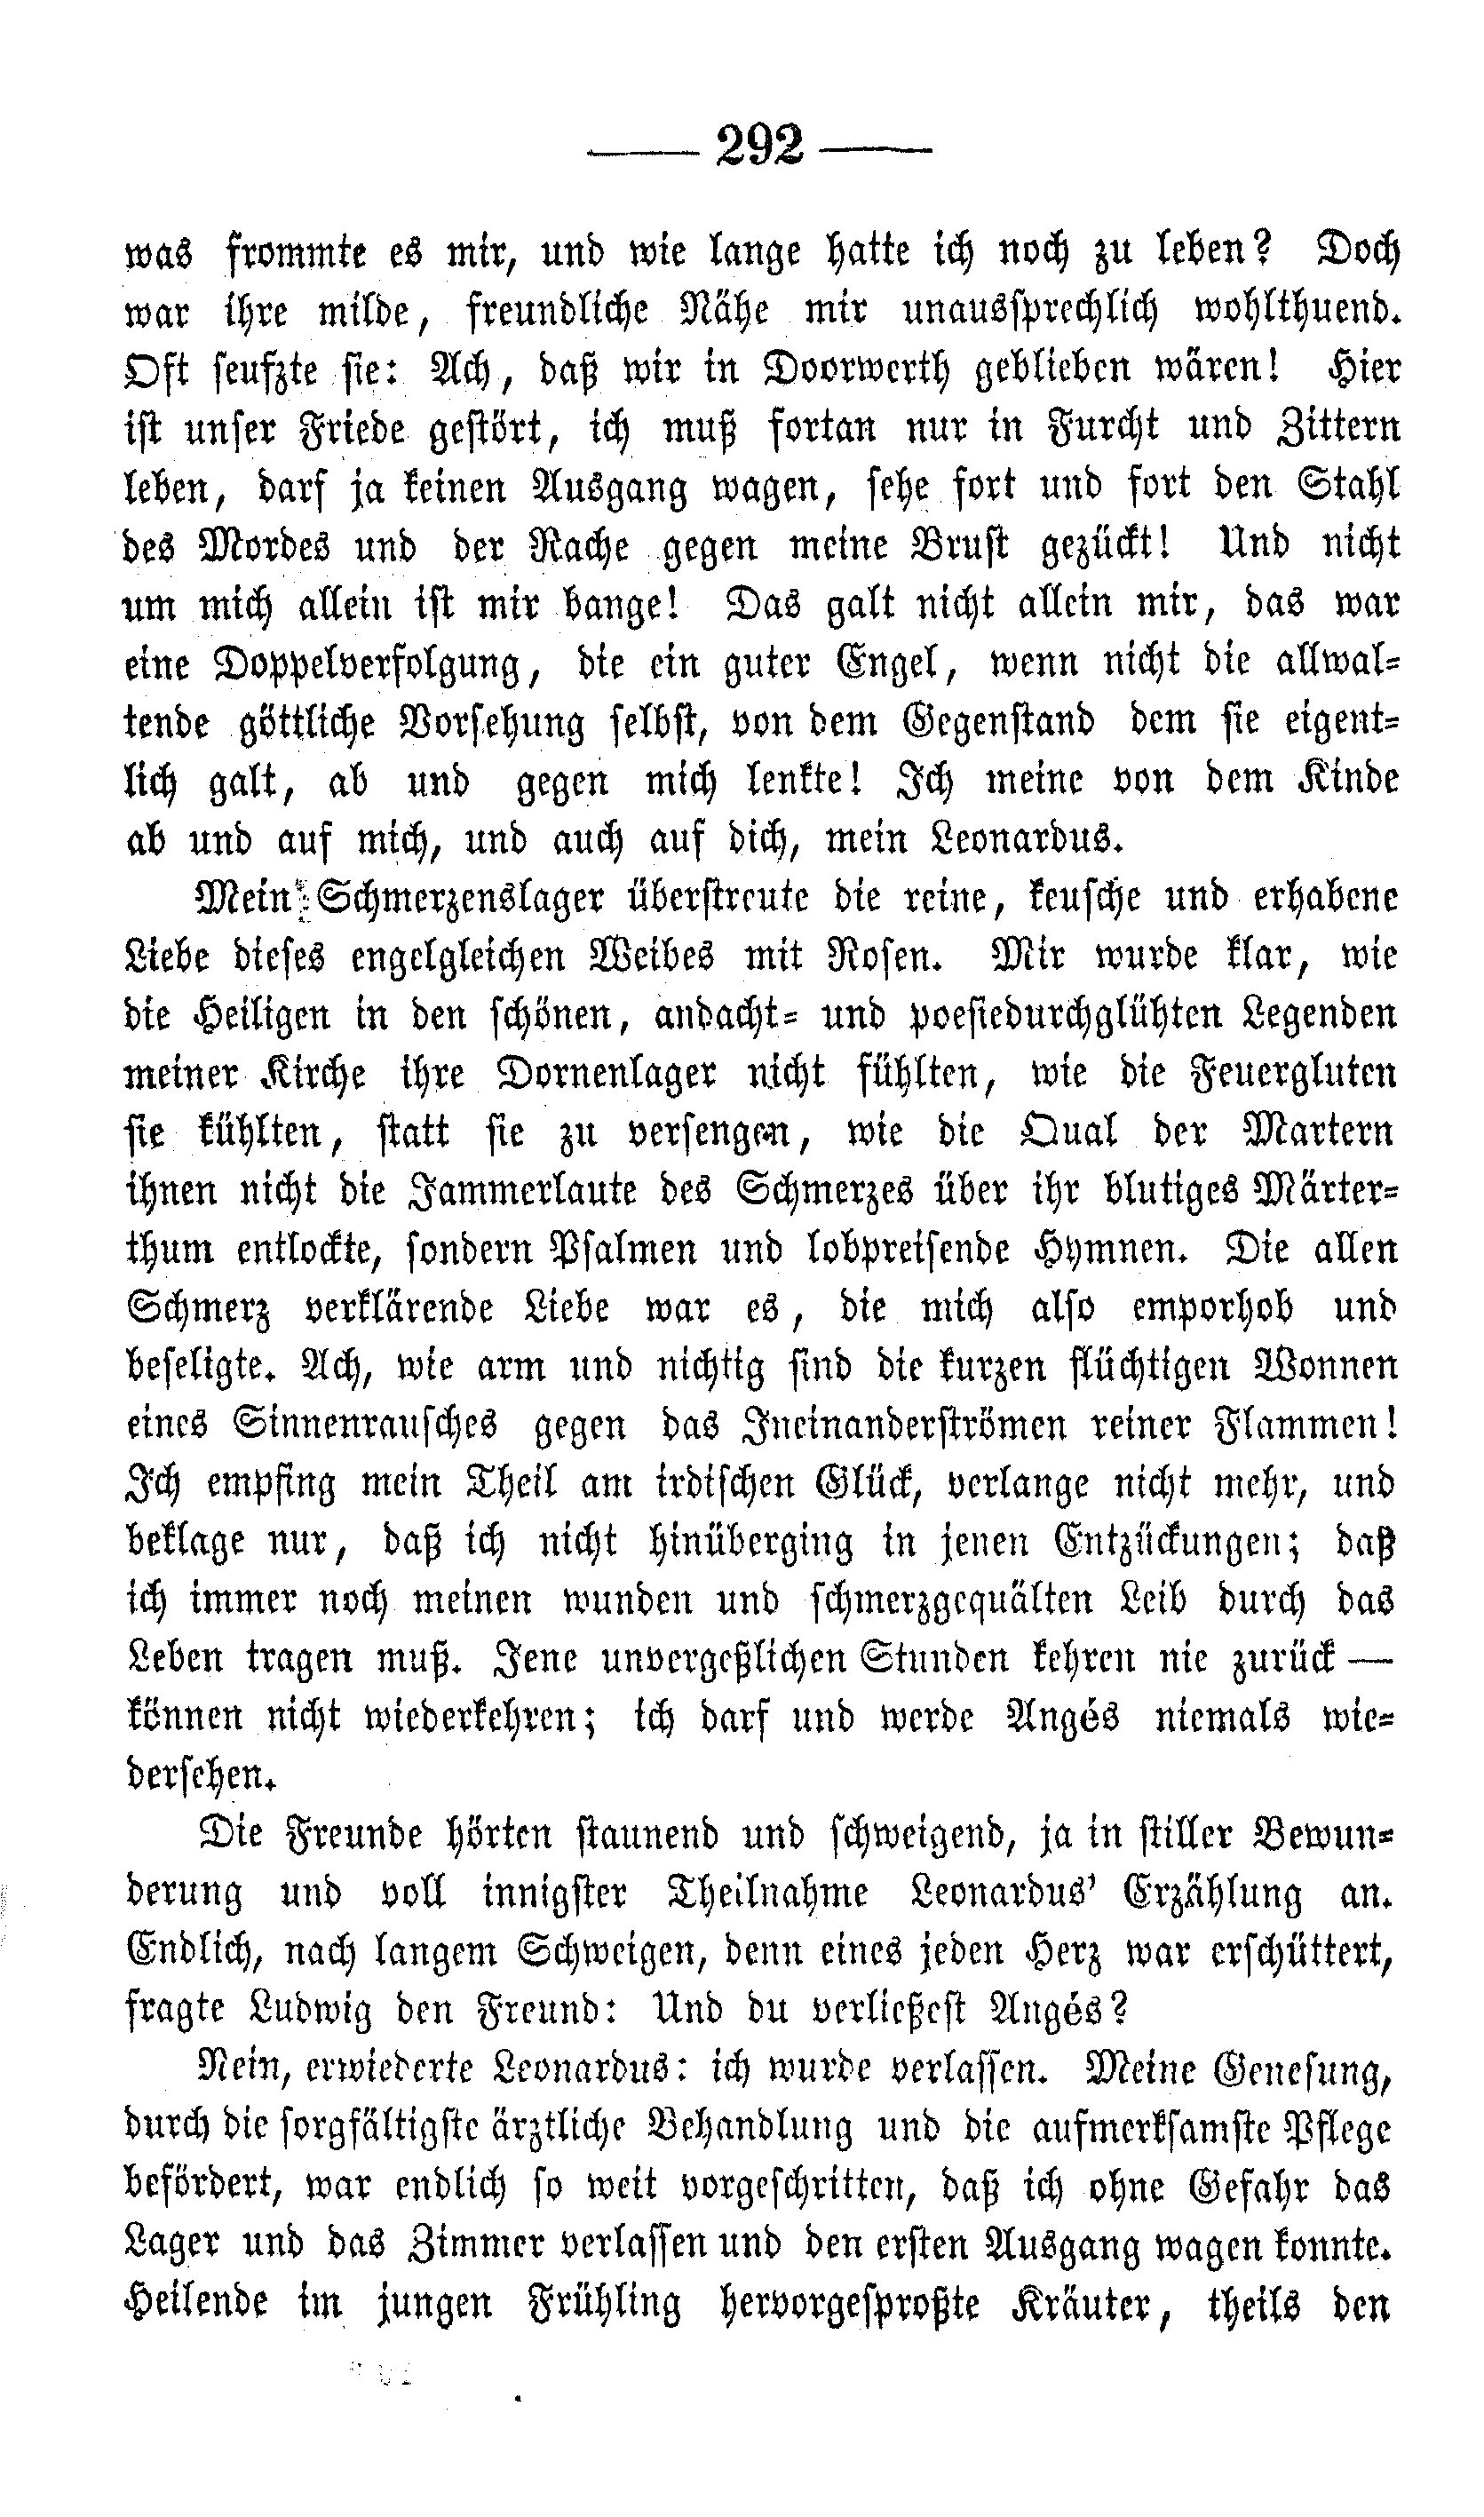 — 292 —
was frommte es mir, und wie lange hatte ich noch zu leben? Doch
war ihre milde, freundliche Nähe mir unaussprechlich wohlthuend.
Oft seufzte sie: Ach, daß wir in Doorwerth geblieben wären! Hier
ist unser Friede gestört, ich muß fortan nur in Furcht und Zittern
leben, darf ja keinen Ausgang wagen, sehe fort und fort den Stahl
des Mordes und der Rache gegen meine Brust gezückt! Und nicht
um mich allein ist mir bange! Das galt nicht allein mir, das war
eine Doppelverfolgung, die ein guter Engel, wenn nicht die allwal-
tende göttliche Vorsehung selbst, von dem Gegenstand dem sie eigent-
lich galt, ab und gegen mich lenkte! Ich meine von dem Kinde
ab und auf mich, und auch auf dich, mein Leonardus.
Mein Schmerzenslager überstreute die reine, keusche und erhabene
Liebe dieses engelgleichen Weibes mit Rosen. Mir wurde klar, wie
die Heiligen in den schönen, andacht- und poesiedurchglühten Legenden
meiner Kirche ihre Dornenlager nicht fühlten, wie die Feuergluten
sie kühlten, statt sie zu versengen, wie die Qual der Martern
ihnen nicht die Jammerlaute des Schmerzes über ihr blutiges Märter-
thum entlockte, sondern Psalmen und lobpreisende Hymnen. Die allen
Schmerz verklärende Liebe war es, die mich also emporhob und
beseligte. Ach, wie arm und nichtig sind die kurzen flüchtigen Wonnen
eines Sinnenrausches gegen das Ineinanderströmen reiner Flammen!
Ich empfing mein Theil am irdischen Glück, verlange nicht mehr, und
beklage nur, daß ich nicht hinüberging in jenen Entzückungen; daß
ich immer noch meinen wunden und schmerzgequälten Leib durch das
Leben tragen muß. Jene unvergeßlichen Stunden kehren nie zurück —
können nicht wiederkehren; ich darf und werde Angés niemals wie-
dersehen.
Die Freunde hörten staunend und schweigend, ja in stiller Bewun-
derung und voll innigster Theilnahme Leonardus' Erzählung an.
Endlich, nach langem Schweigen, denn eines jeden Herz war erschüttert,
fragte Ludwig den Freund: Und du verließest Angés?
Nein, erwiederte Leonardus: ich wurde verlassen. Meine Genesung,
durch die sorgfältigste ärztliche Behandlung und die aufmerksamste Pflege
befördert, war endlich so weit vorgeschritten, daß ich ohne Gefahr das
Lager und das Zimmer verlassen und den ersten Ausgang wagen konnte.
Heilende im jungen Frühling hervorgesproßte Kräuter, theils den